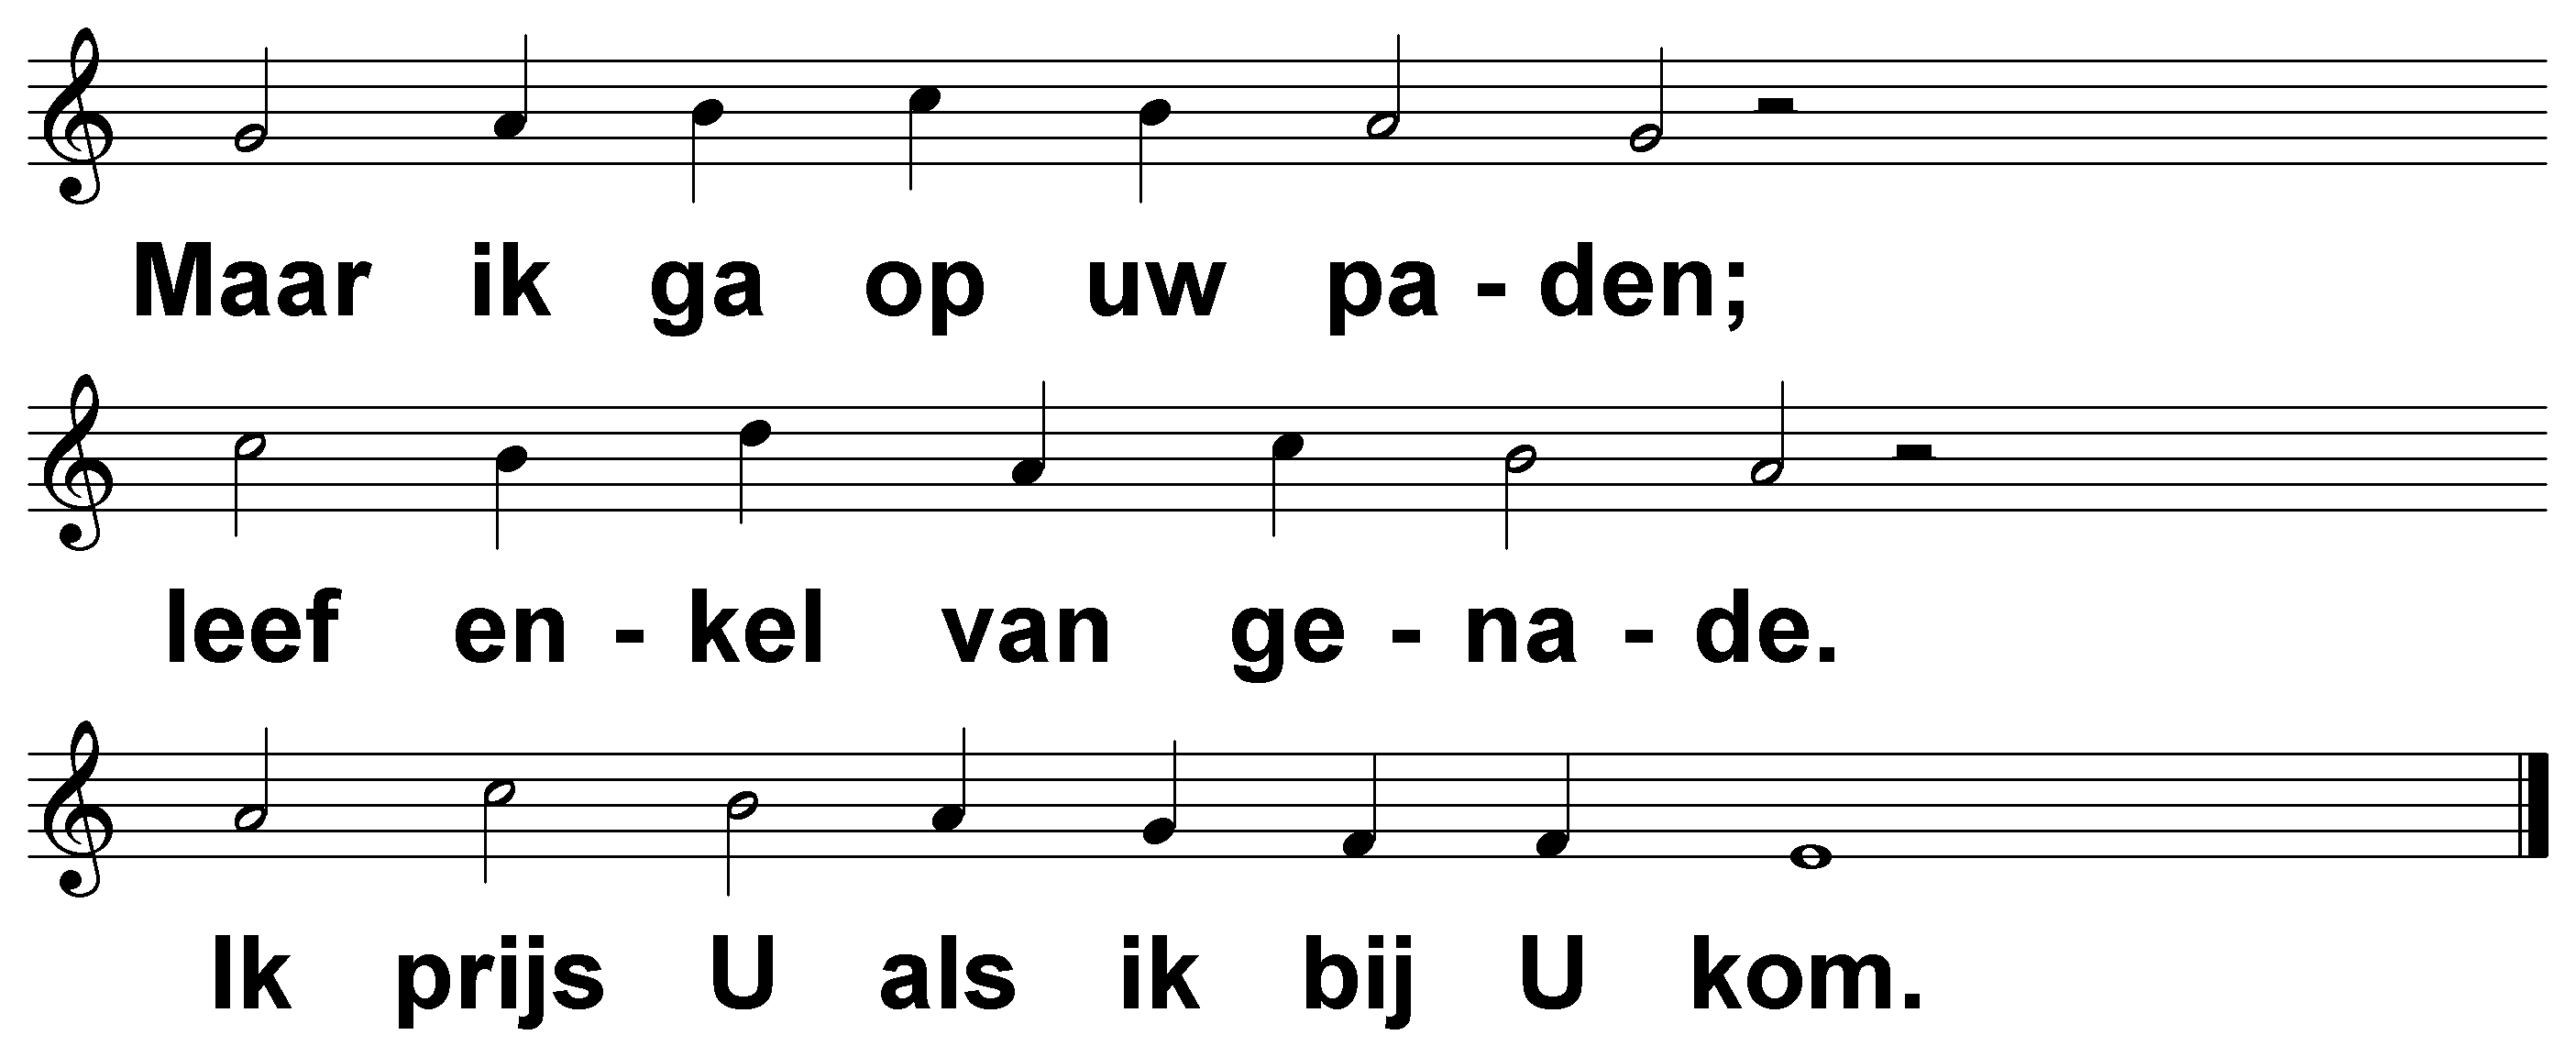 Maar ik ga op uw pa - den;
leef en - kel van ge - na - de.
Ik prijs U als ik bij U kom.